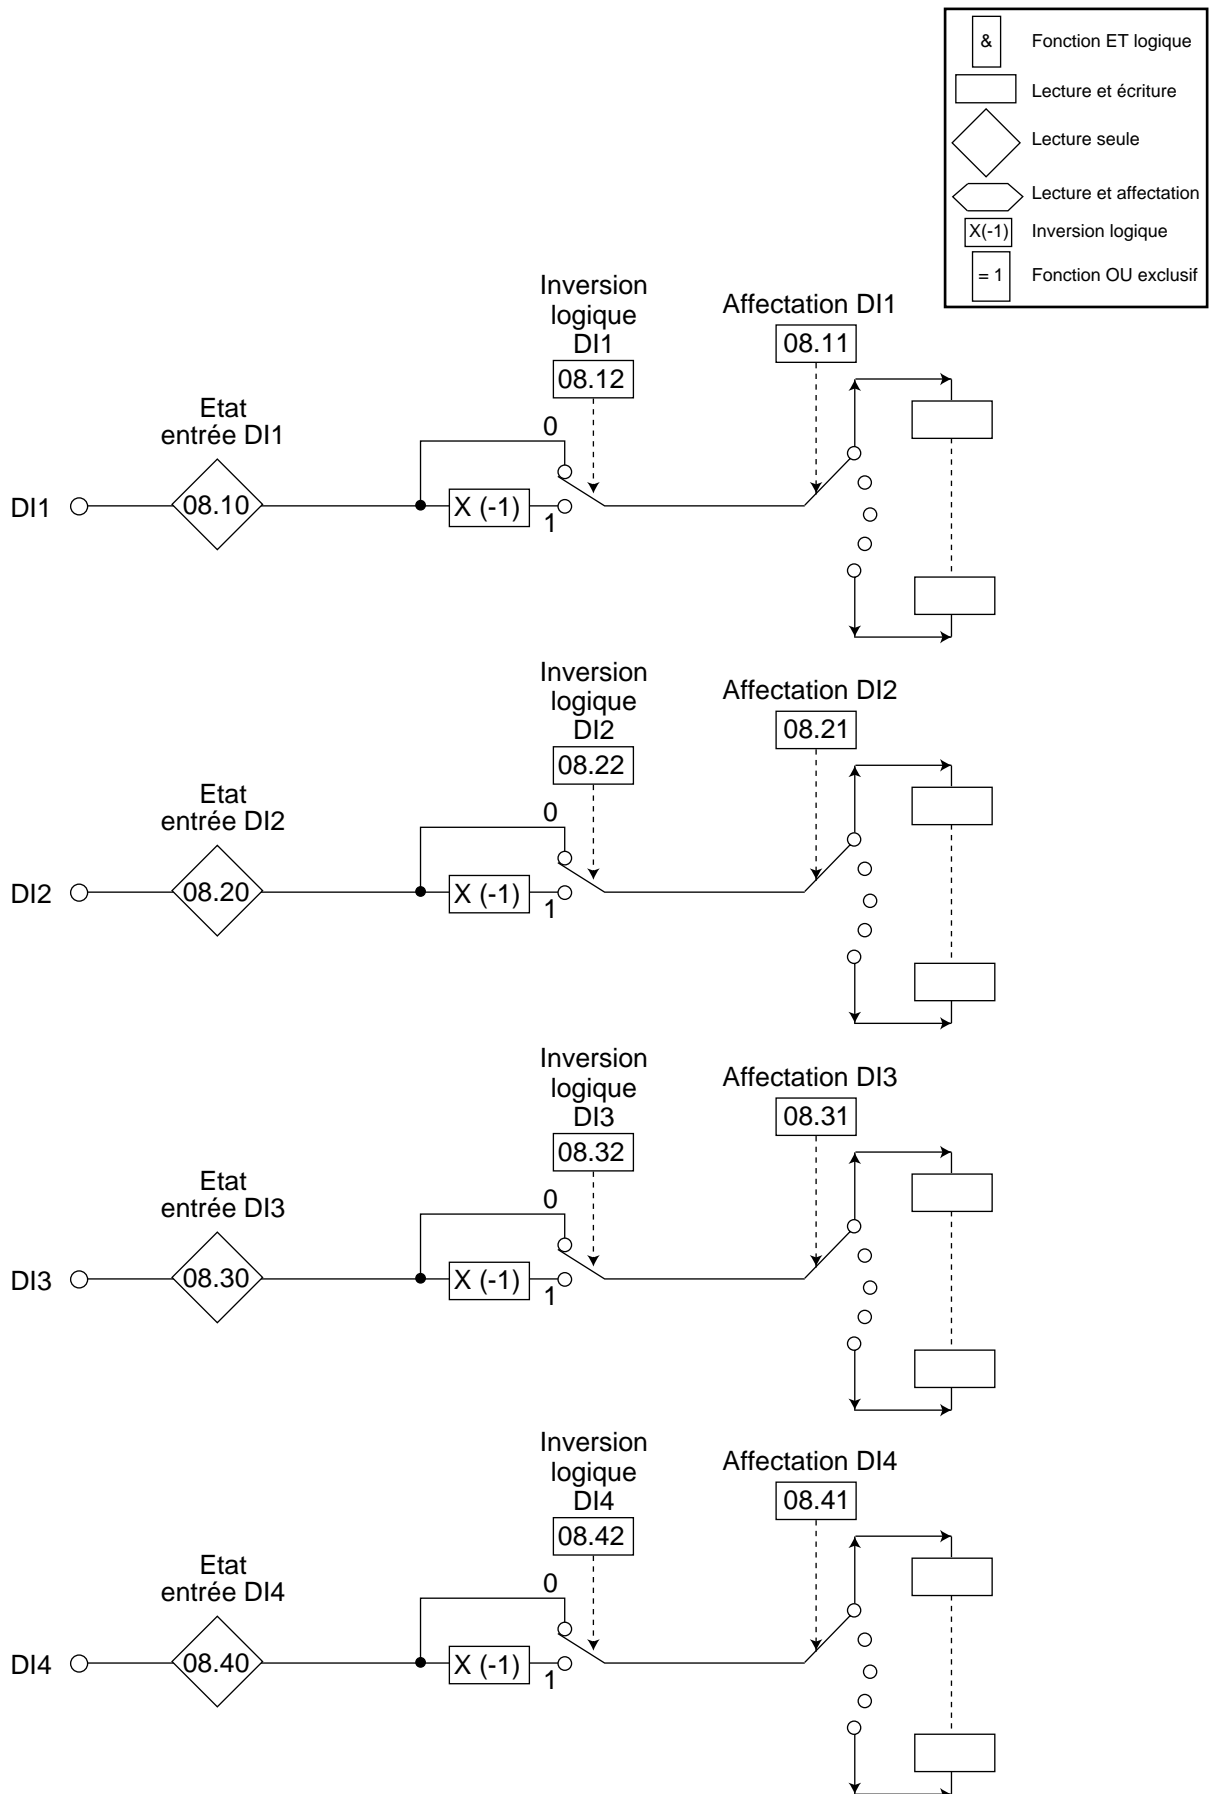 & Fonction ET logique
Lecture et écriture
Lecture seule
Lecture et affectation
X(-1) Inversion logique
= 1 Fonction OU exclusif
Inversion
logique
DI1
08.12
Affectation DI1
08.11
Etat
entrée DI1
0
DI1
08.10
X (-1)
1
Inversion
logique
DI2
08.22
Affectation DI2
08.21
Etat
entrée DI2
0
DI2
08.20
X (-1)
1
Inversion
logique
DI3
08.32
Affectation DI3
08.31
Etat
entrée DI3
0
DI3
08.30
X (-1)
1
Inversion
logique
DI4
08.42
Affectation DI4
08.41
Etat
entrée DI4
0
DI4
08.40
X (-1)
1